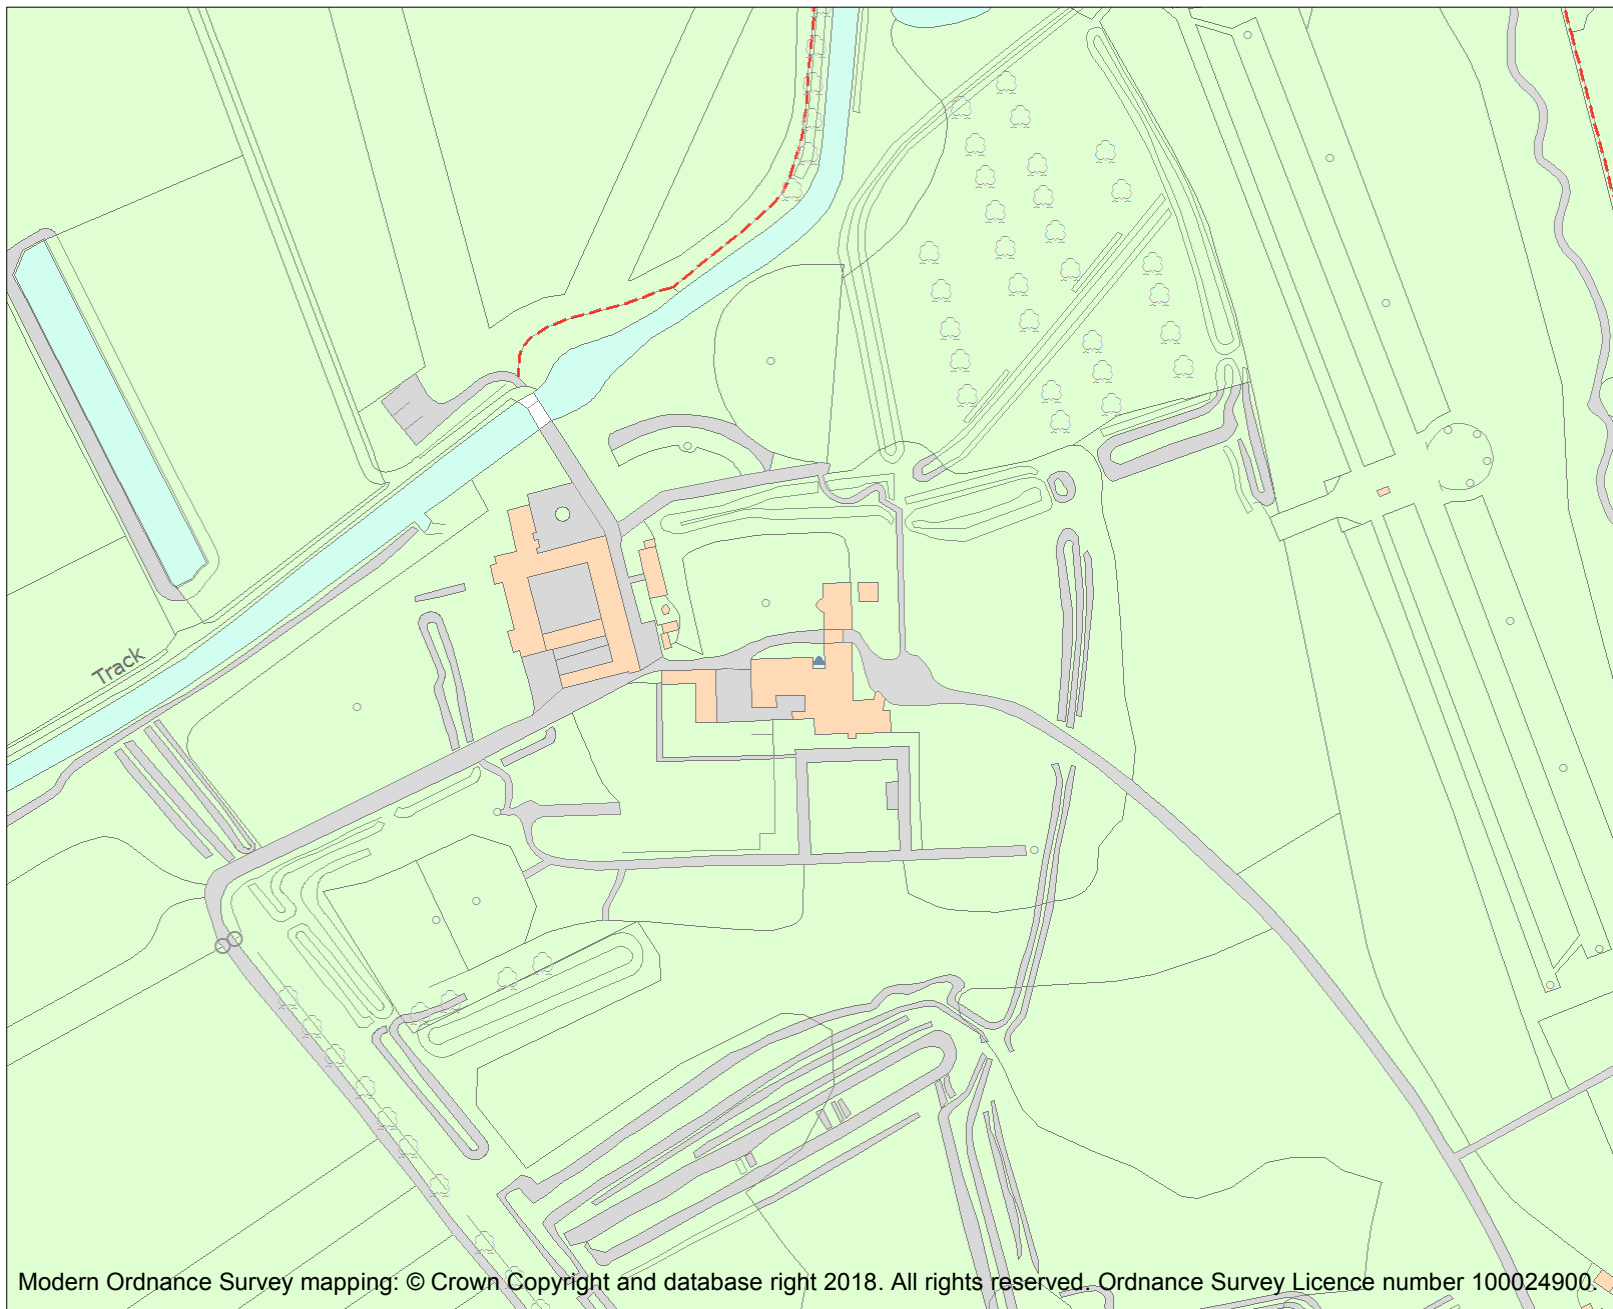 Track
Modern Ordnance Survey mapping: © Crown Copyright and database right 2018. All rights reserved. Ordnance Survey Licence number 100024900.